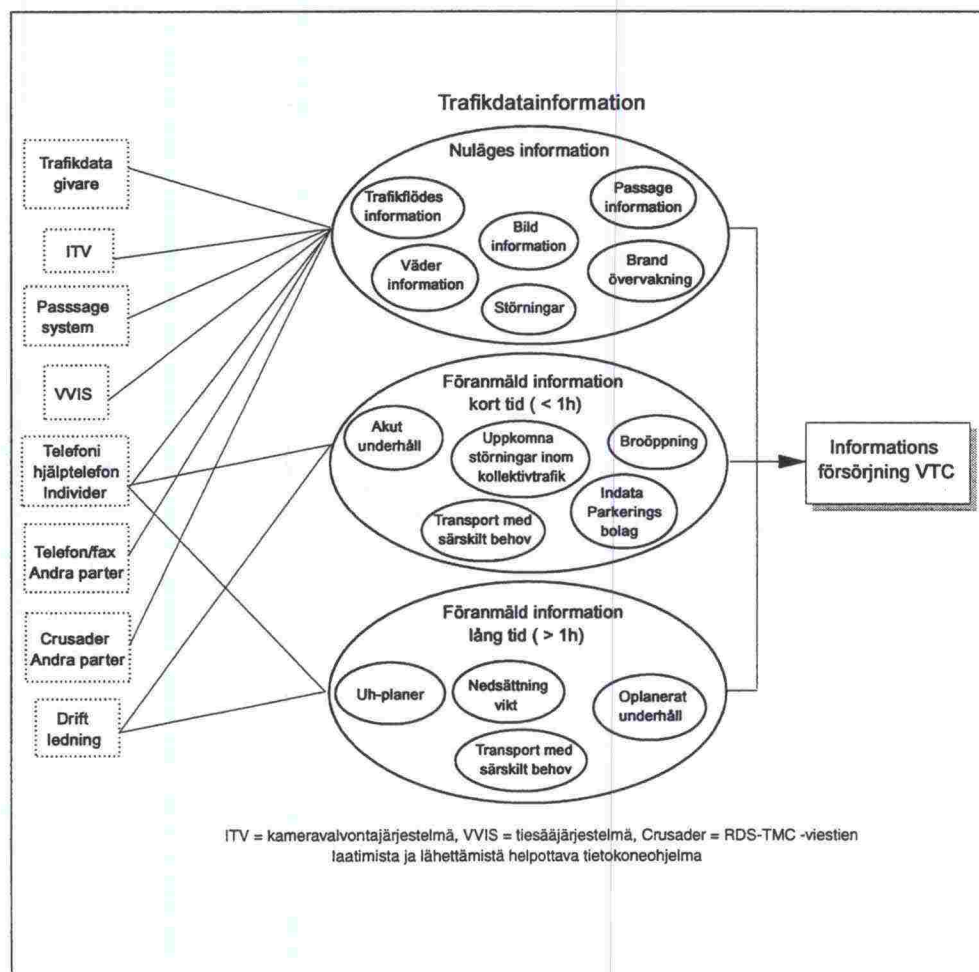 Trafikdatainformation
Trafikdata
givare
ITV
Passsage
system
VVIS
Telefoni
hjälptelefon
Individer
Telefon/fax
Andra parter
Crusader
Andra parter
Drift
ledning
Nuläges information
Trafikflödes
information
Passage
information
Bild
information
Väder
information
Brand
övervakning
Störningar
Föranmäld information
kort tid ( < 1h)
Akut
underhåll
Uppkomna
störningar inom
kollektivtrafik
Broöppning
Indata
Parkerings
bolag
Transport med
särskilt behov
Föranmäld information
lång tid ( > 1h)
Uh-planer
Nedsättning
vikt
Oplanerat
underhåll
Transport med
särskilt behov
Informations
försörjning VTC
ITV = kameravalvontajärjestelmä, VVIS = tiesääjärjestelmä, Crusader = RDS-TMC -viestien
laatimista ja lähettämistä helpottava tietokoneohjelma